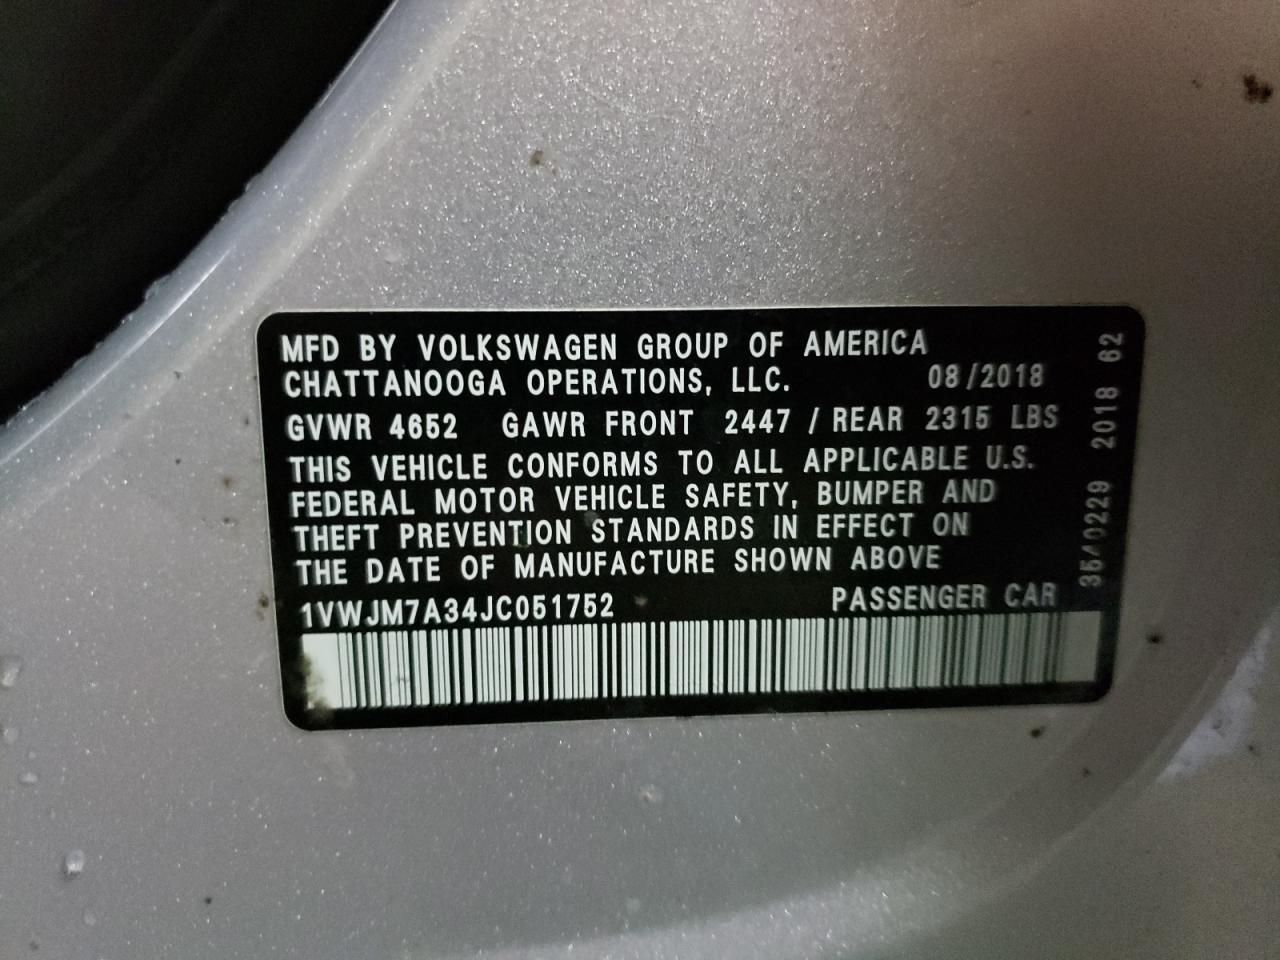 MFD BY VOLKSWAGEN GROUP OF AMERICA
CHATTANOOGA OPERATIONS, LLC. 08/2018
GVWR 4652 GAWR FRONT 2447 / REAR 2315 LBS
THIS VEHICLE CONFORMS TO ALL APPLICABLE U.S.
FEDERAL MOTOR VEHICLE SAFETY, BUMPER AND
THEFT PREVENTION STANDARDS IN EFFECT ON
THE DATE OF MANUFACTURE SHOWN ABOVE
1VWJM7A34JC051752 PASSENGER CAR
3540229 2018 62